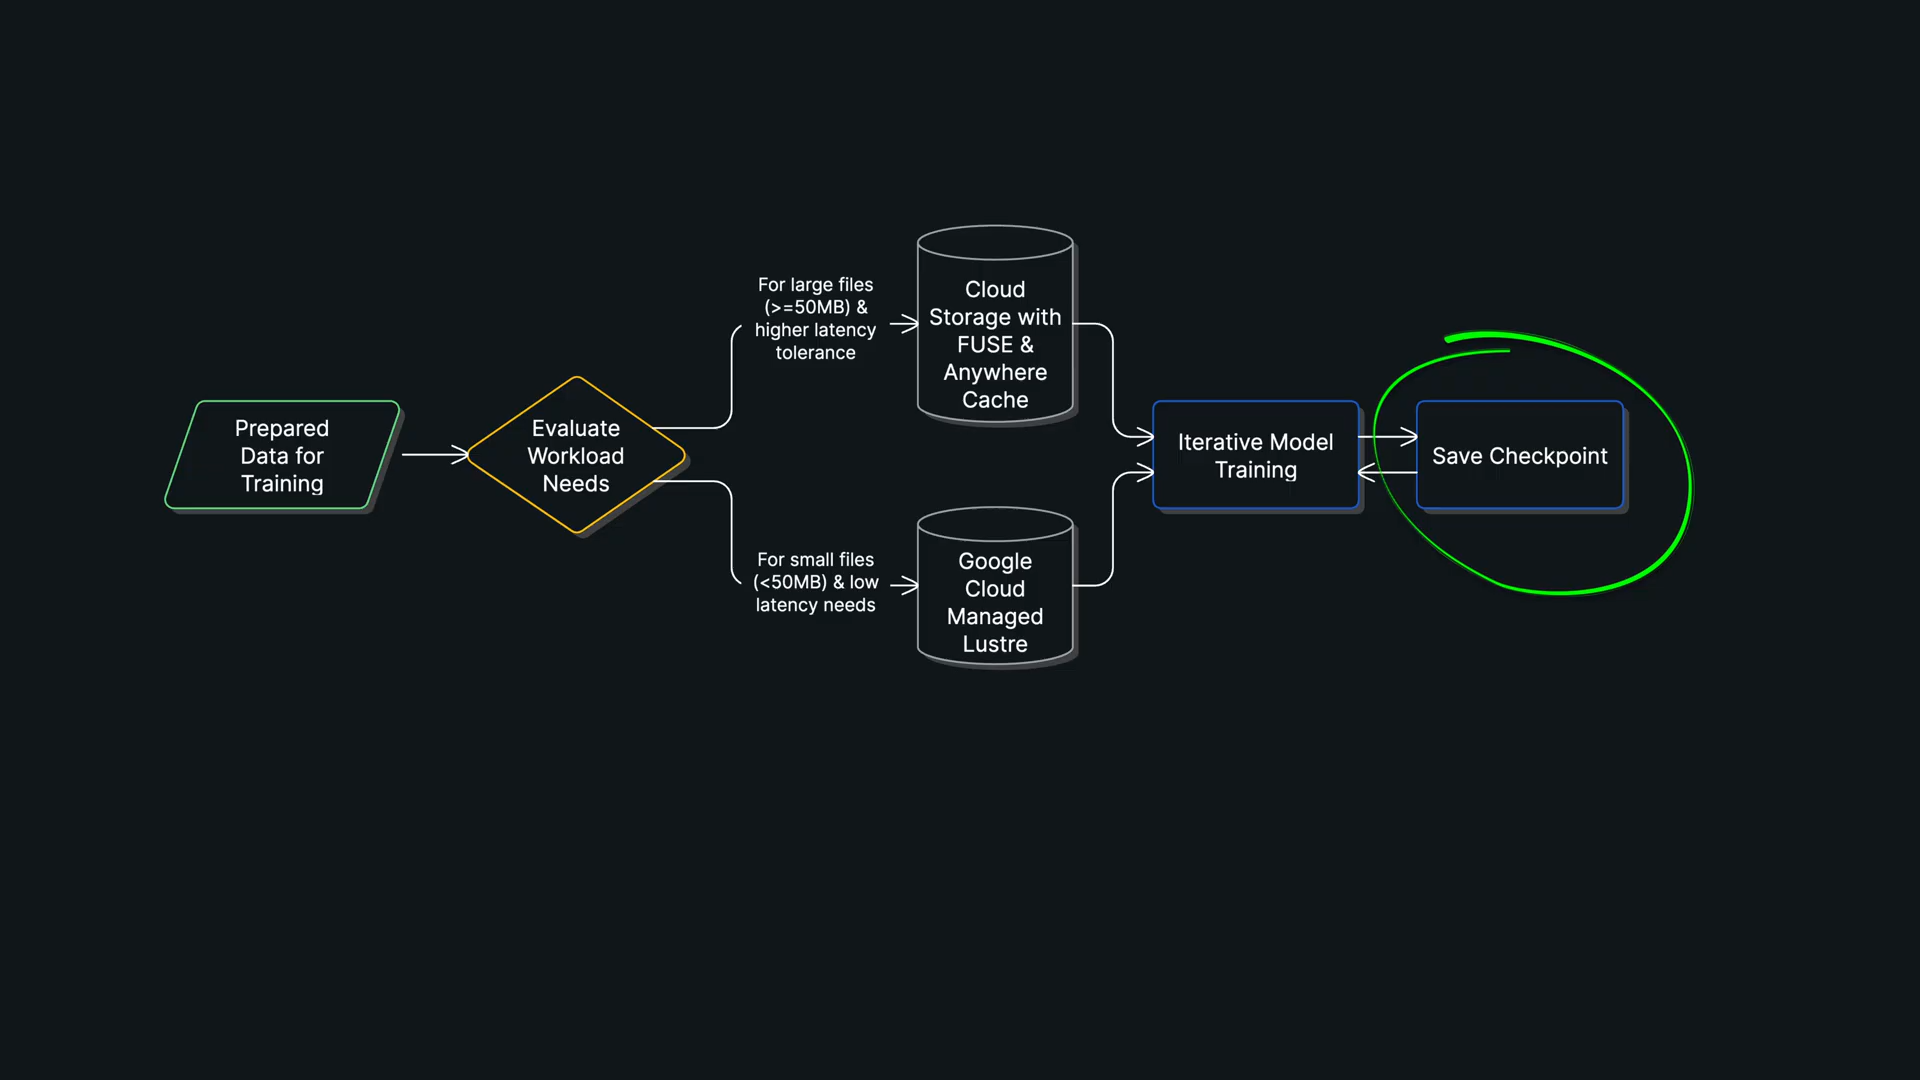 Prepared
Data for
Training
Evaluate
Workload
Needs
For large files
(>=50MB) &
higher latency
tolerance
Cloud
Storage with
FUSE &
Anywhere
Cache
For small files
(<50MB) & low
latency needs
Google
Cloud
Managed
Lustre
Iterative Model
Training
Save Checkpoint